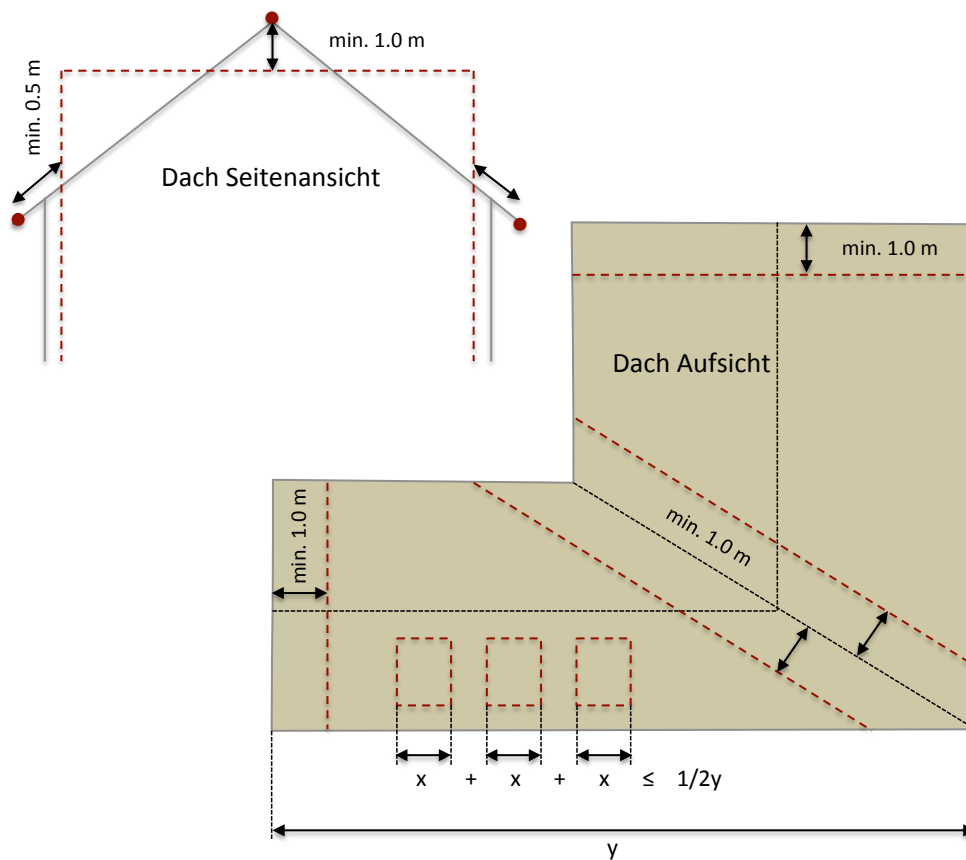 min. 1.0 m
min. 0.5 m
Dach Seitenansicht
min. 1.0 m
Dach Aufsicht
min. 1.0 m
min. 1.0 m
x + x + x ≤ 1/2y
y